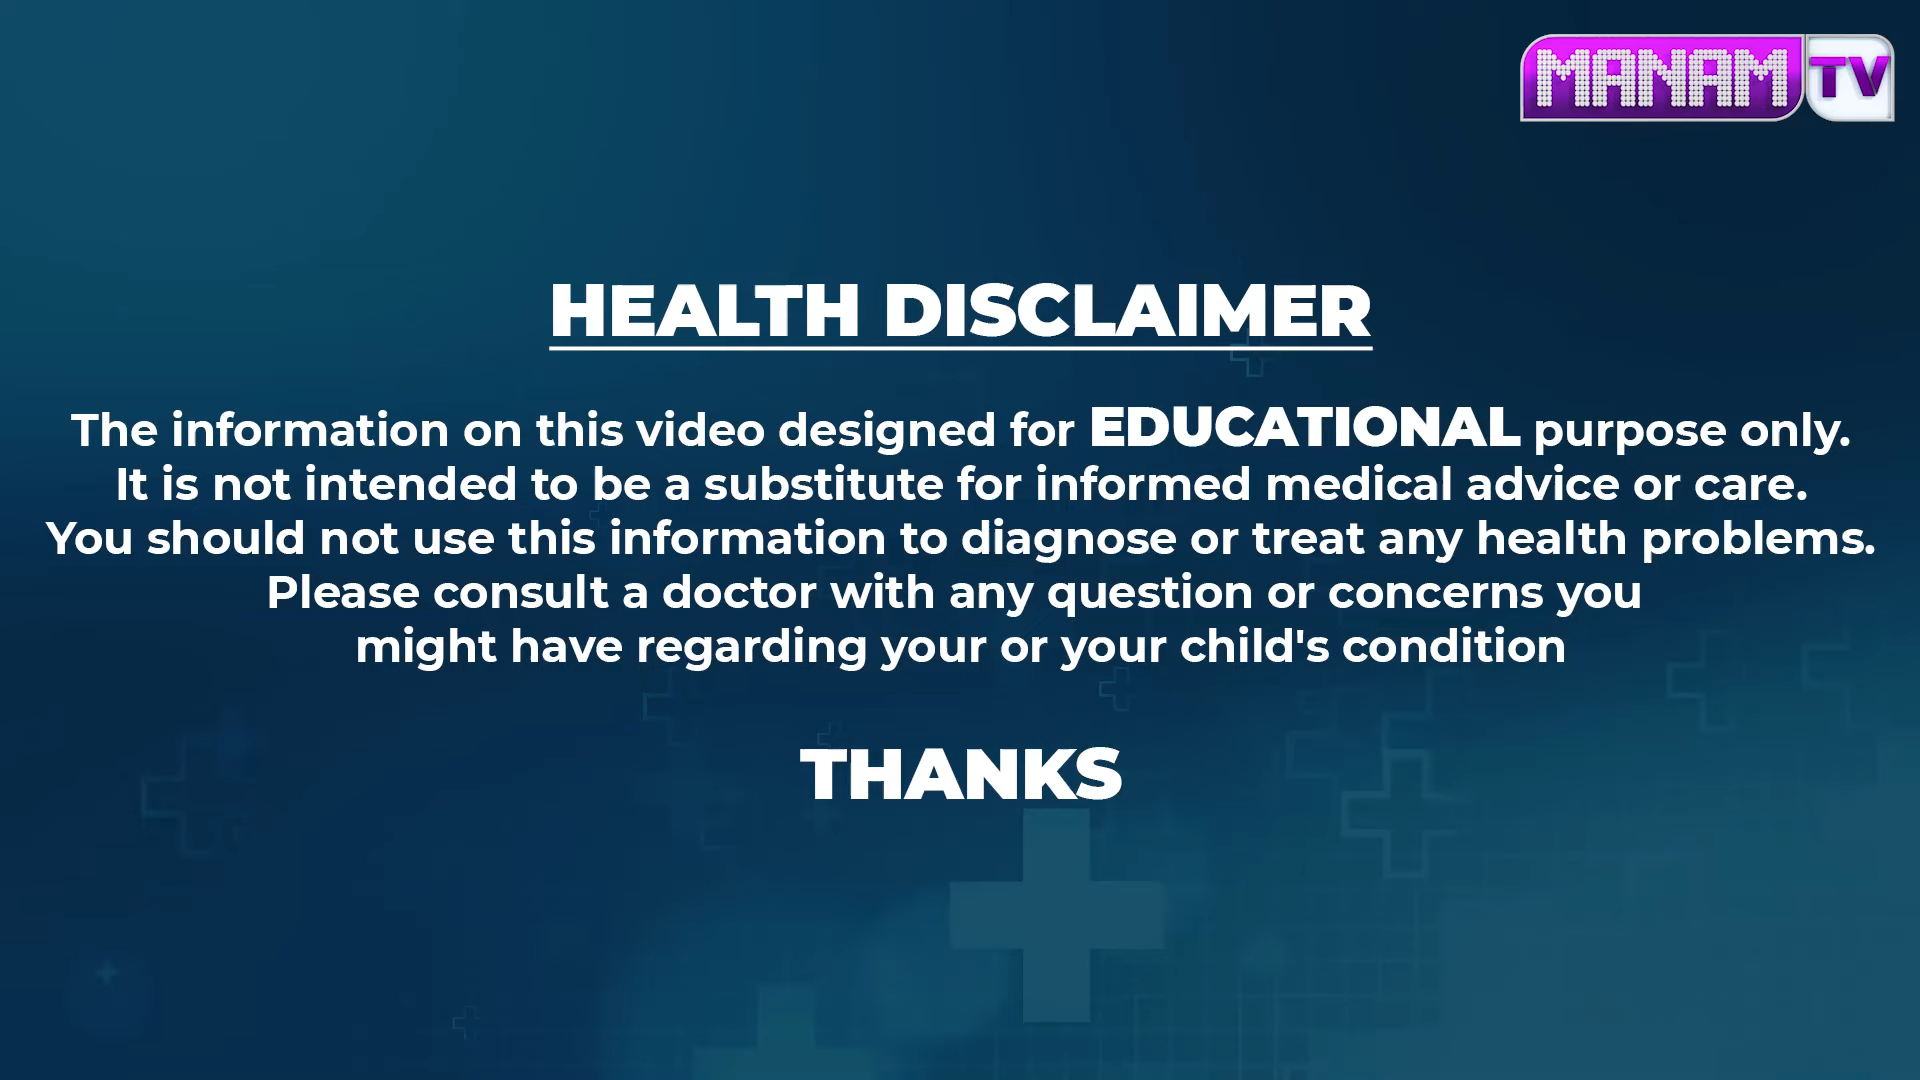 MANAM TV
HEALTH DISCLAIMER
The information on this video designed for EDUCATIONAL purpose only.
It is not intended to be a substitute for informed medical advice or care.
You should not use this information to diagnose or treat any health problems.
Please consult a doctor with any question or concerns you
might have regarding your or your child's condition
THANKS